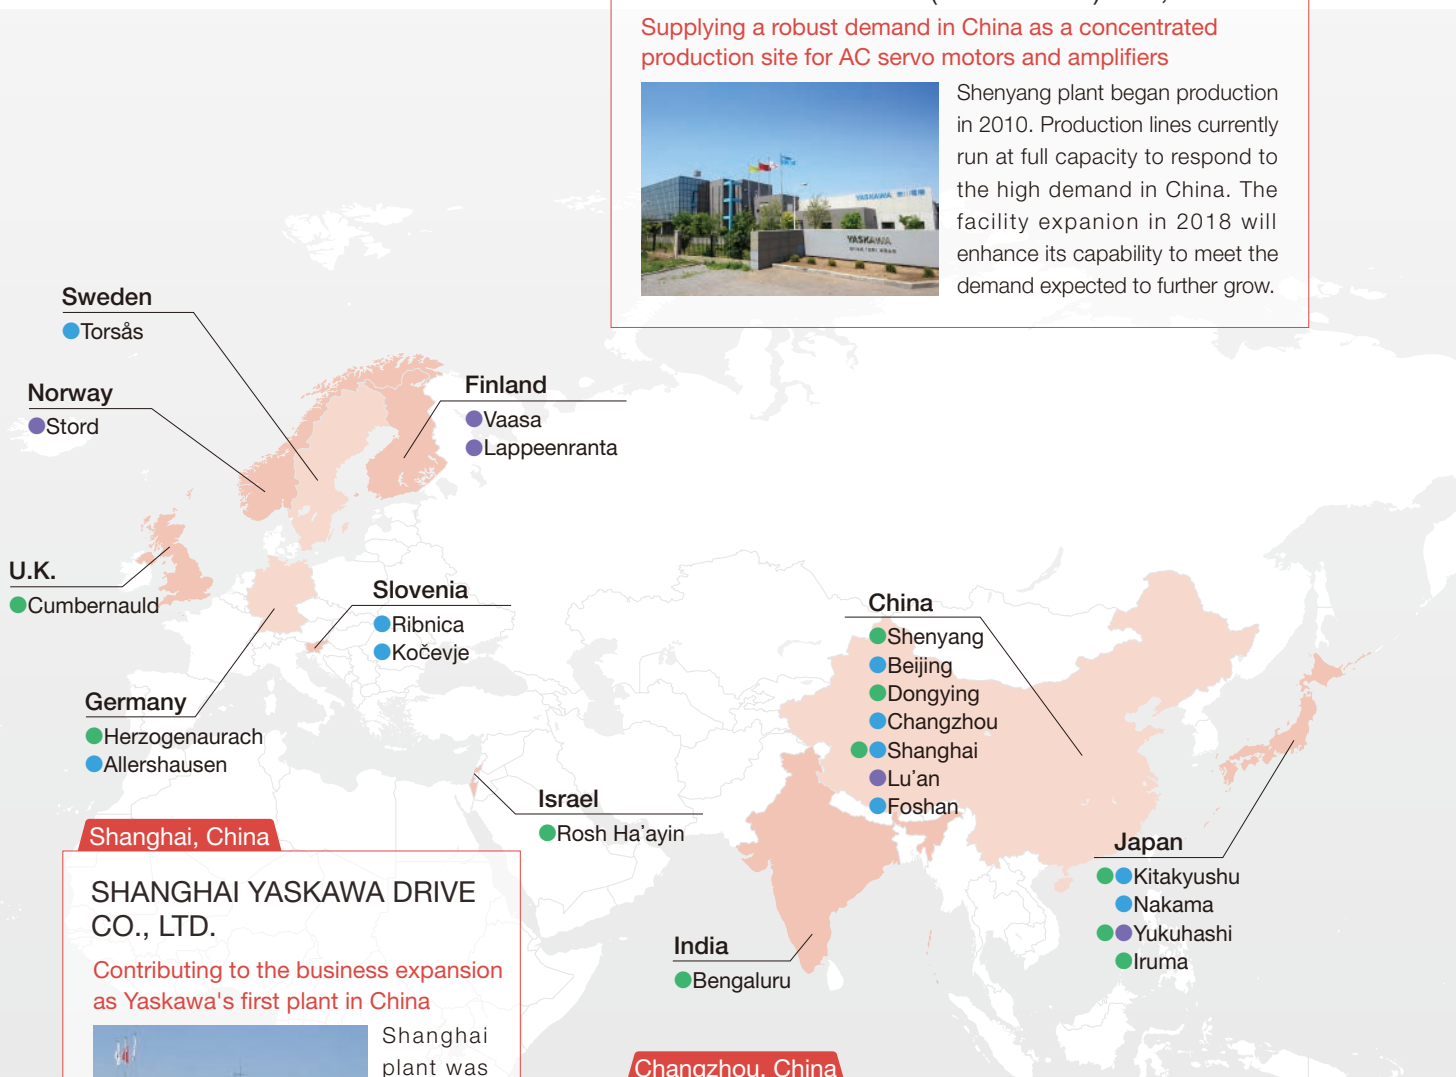 Supplying a robust demand in China as a concentrated
production site for AC servo motors and amplifiers
Shenyang plant began production
in 2010. Production lines currently
run at full capacity to respond to
the high demand in China. The
facility expanion in 2018 will
enhance its capability to meet the
demand expected to further grow.
YASKAWA
YASKAWA
Sweden
Torsås
Norway
Stord
Finland
Vaasa
Lappeenranta
U.K.
Cumbernauld
Slovenia
Ribnica
Kočevje
Germany
Herzogenaurach
Allershausen
Israel
Rosh Ha’ayin
China
Shenyang
Beijing
Dongying
Changzhou
Shanghai
Lu’an
Foshan
Japan
Kitakyushu
Nakama
Yukuhashi
Iruma
India
Bengaluru
Shanghai, China
SHANGHAI YASKAWA DRIVE
CO., LTD.
Contributing to the business expansion
as Yaskawa's first plant in China
Shanghai
plant was
Changzhou, China